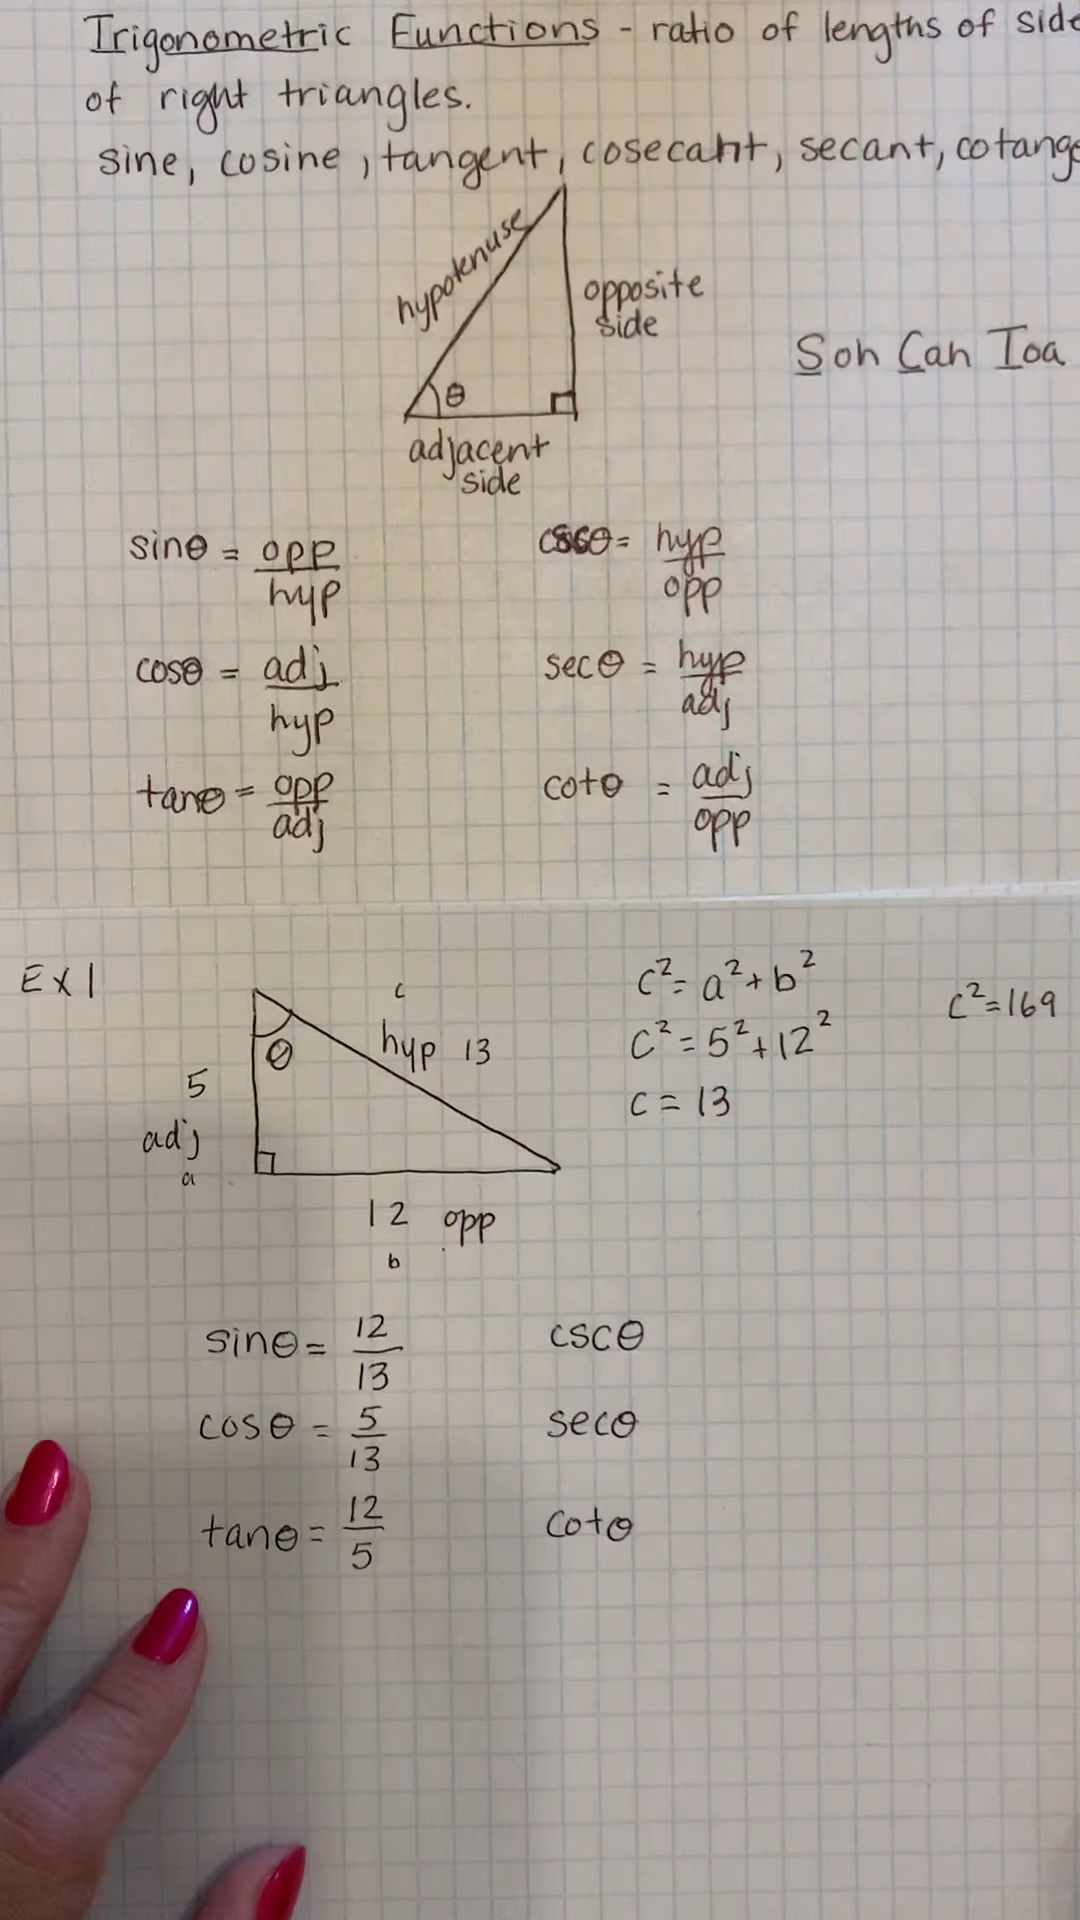 Trigonometric Functions - ratio of lengths of side
of right triangles.
sine, cosine, tangent, cosecant, secant, cotange
hypotenuse
opposite
side
Soh Cah Toa
θ
adjacent
side
sinθ = opp/hyp
cscθ = hyp/opp
cosθ = adj/hyp
secθ = hyp/adj
tanθ = opp/adj
cotθ = adj/opp
EX 1
c
hyp 13
θ
5
adj
a
12 opp
b
c² = a² + b²
c² = 5² + 12²
c = 13
c² = 169
sinθ = 12/13
cscθ
cosθ = 5/13
secθ
tanθ = 12/5
cotθ